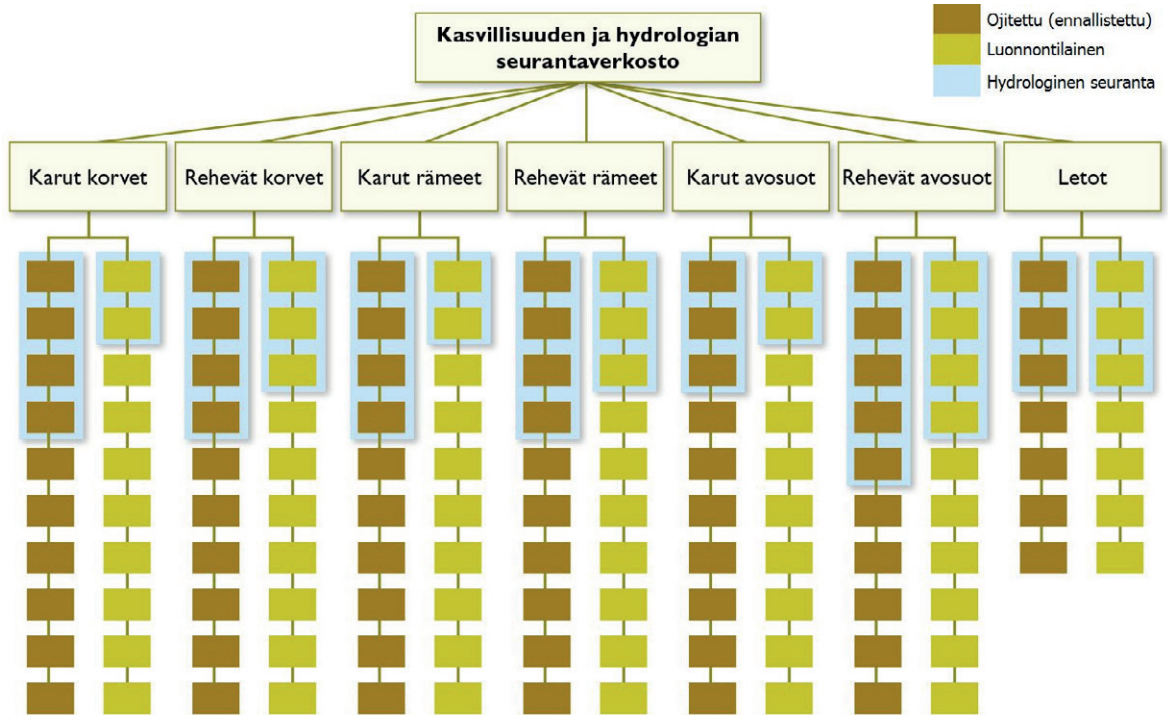 Kasvillisuuden ja hydrologian
seurantaverkosto
Ojitettu (ennallistettu)
Luonnontilainen
Hydrologinen seuranta
Karut korvet
Rehevät korvet
Karut rämeet
Rehevät rämeet
Karut avosuot
Rehevät avosuot
Letot